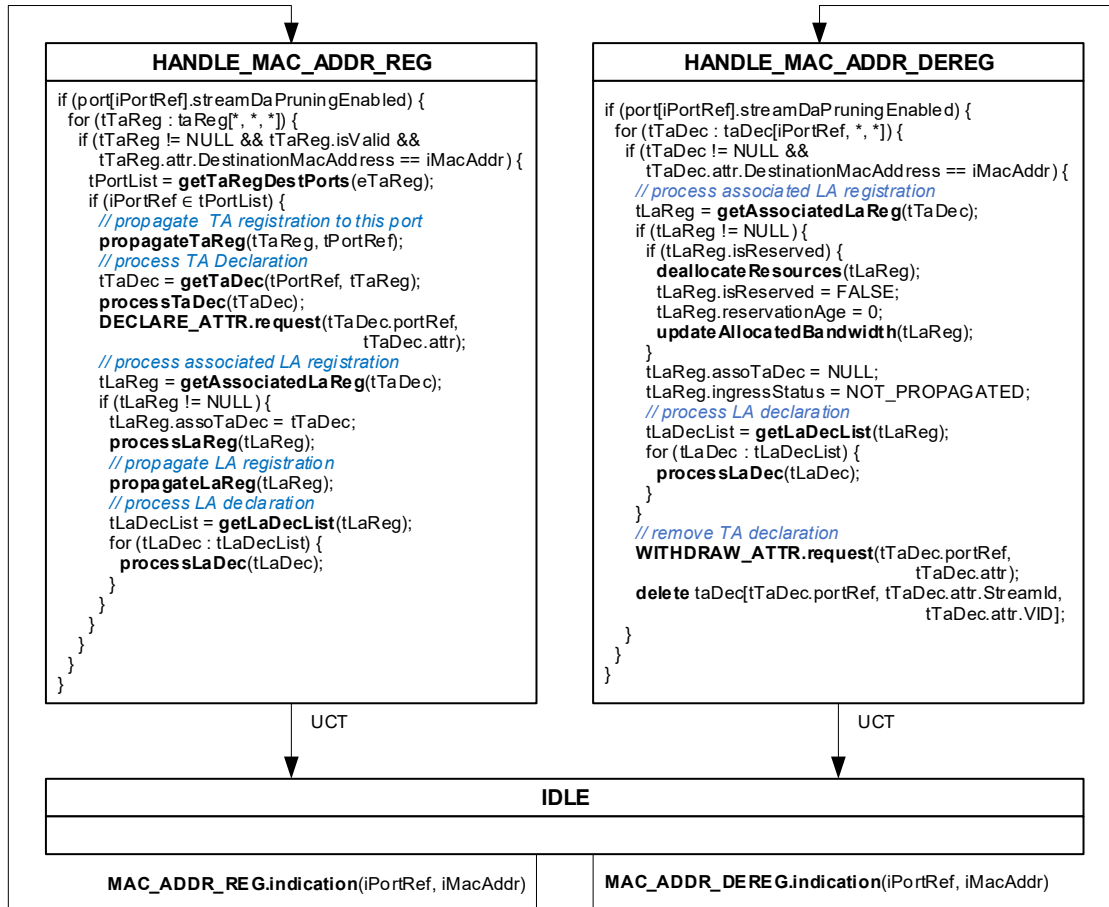 HANDLE_MAC_ADDR_REG
if (port[iPortRef].streamDaPruningEnabled) {
for (tTaReg : taReg[*, *, *]) {
if (tTaReg != NULL && tTaReg.isValid &&
tTaReg.attr.DestinationMacAddress == iMacAddr) {
tPortList = getTaRegDestPorts(eTaReg);
if (iPortRef ∈ tPortList) {
// propagate TA registration to this port
propagateTaReg(tTaReg, tPortRef);
// process TA Declaration
tTaDec = getTaDec(tPortRef, tTaReg);
processTaDec(tTaDec);
DECLARE_ATTR.request(tTaDec.portRef,
tTaDec.attr);
// process associated LA registration
tLaReg = getAssociatedLaReg(tTaDec);
if (tLaReg != NULL) {
tLaReg.assoTaDec = tTaDec;
processLaReg(tLaReg);
// propagate LA registration
propagateLaReg(tLaReg);
// process LA declaration
tLaDecList = getLaDecList(tLaReg);
for (tLaDec : tLaDecList) {
processLaDec(tLaDec);
}
}
}
}
}
}
HANDLE_MAC_ADDR_DEREG
if (port[iPortRef].streamDaPruningEnabled) {
for (tTaDec : taDec[iPortRef, *, *]) {
if (tTaDec != NULL &&
tTaDec.attr.DestinationMacAddress == iMacAddr) {
// process associated LA registration
tLaReg = getAssociatedLaReg(tTaDec);
if (tLaReg != NULL) {
if (tLaReg.isReserved) {
deallocateResources(tLaReg);
tLaReg.isReserved = FALSE;
tLaReg.reservationAge = 0;
updateAllocatedBandwidth(tLaReg);
}
tLaReg.assoTaDec = NULL;
tLaReg.ingressStatus = NOT_PROPAGATED;
// process LA declaration
tLaDecList = getLaDecList(tLaReg);
for (tLaDec : tLaDecList) {
processLaDec(tLaDec);
}
}
// remove TA declaration
WITHDRAW_ATTR.request(tTaDec.portRef,
tTaDec.attr);
delete taDec[tTaDec.portRef, tTaDec.attr.StreamId,
tTaDec.attr.VID];
}
}
}
UCT
UCT
IDLE
MAC_ADDR_REG.indication(iPortRef, iMacAddr)
MAC_ADDR_DEREG.indication(iPortRef, iMacAddr)